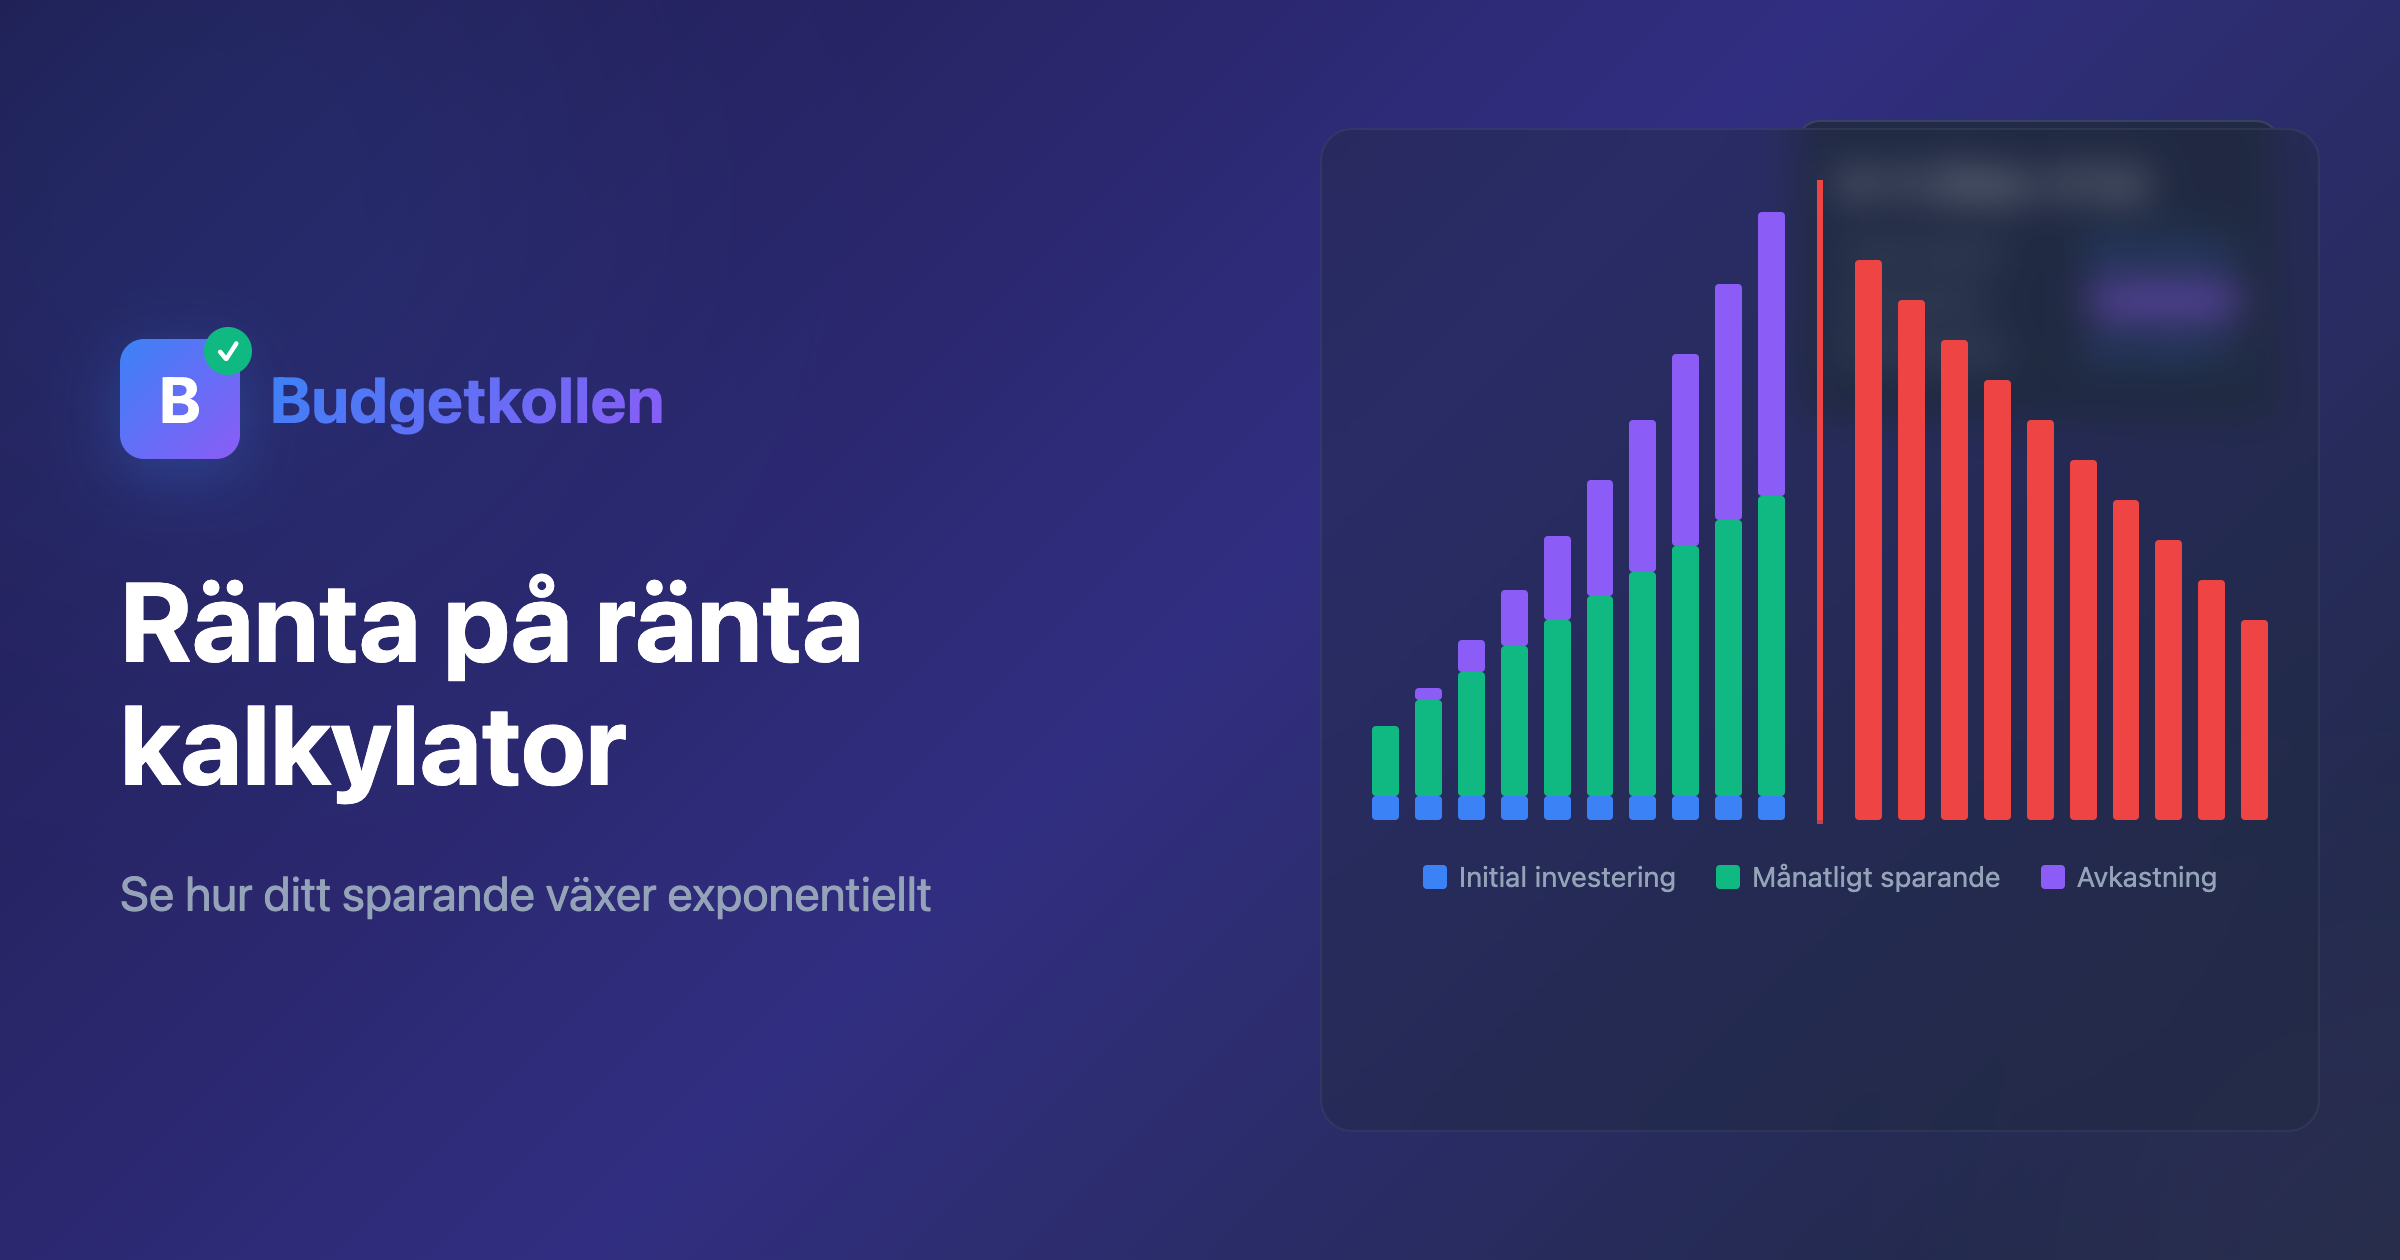 B
Budgetkollen
Ränta på ränta
kalkylator
Se hur ditt sparande växer exponentiellt
Initial investering
Månatligt sparande
Avkastning